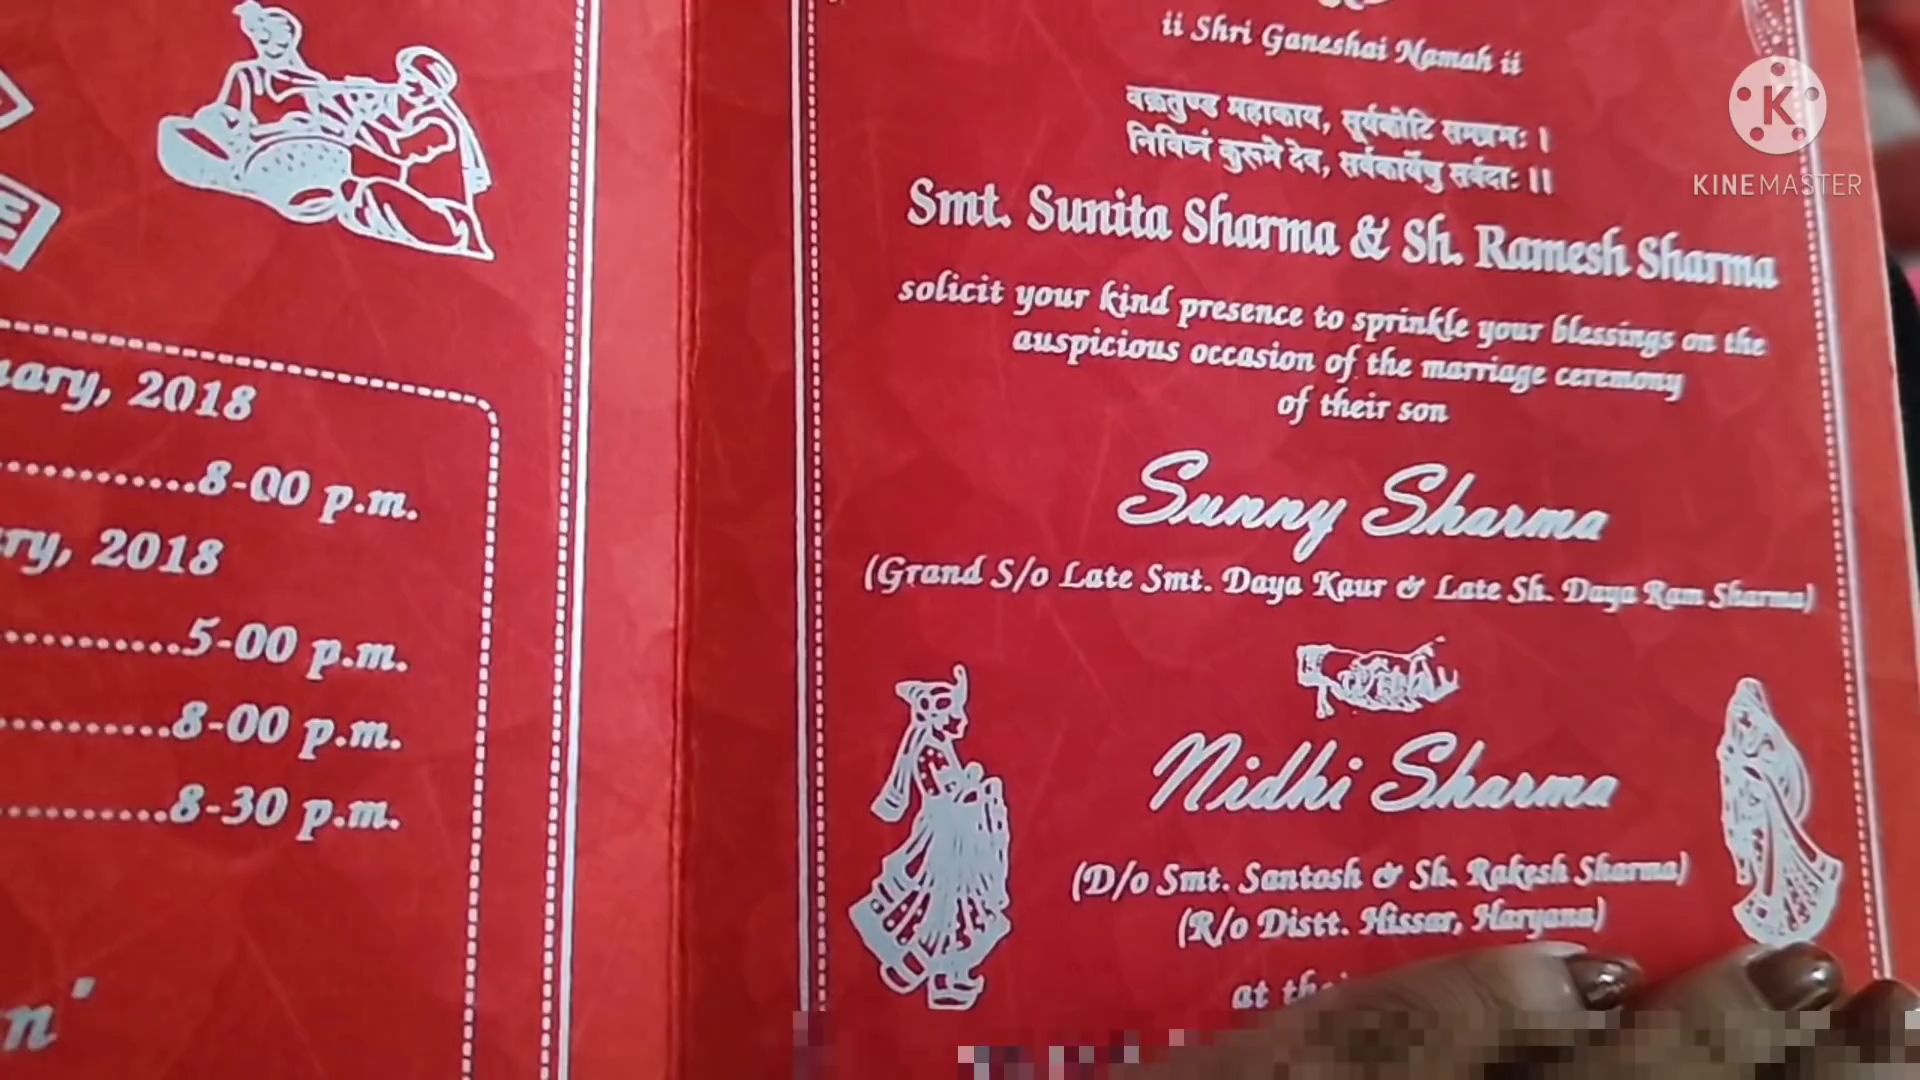 E
uary, 2018
..........8-00 p.m.
ry, 2018
..........5-00 p.m.
..........8-00 p.m.
..........8-30 p.m.
n"
ii Shri Ganeshai Namah ii
वक्रतुण्ड महाकाय, सूर्यकोटि समप्रभः ।
निविघ्नं कुरूमे देव, सर्वकार्येषु सर्वदाः ।।
Smt. Sunita Sharma & Sh. Ramesh Sharma
solicit your kind presence to sprinkle your blessings on the
auspicious occasion of the marriage ceremony
of their son
Sunny Sharma
(Grand S/o Late Smt. Daya Kaur & Late Sh. Daya Ram Sharma)
Nidhi Sharma
(D/o Smt. Santosh & Sh. Rakesh Sharma)
(R/o Distt. Hissar, Haryana)
at
K
KINEMASTER